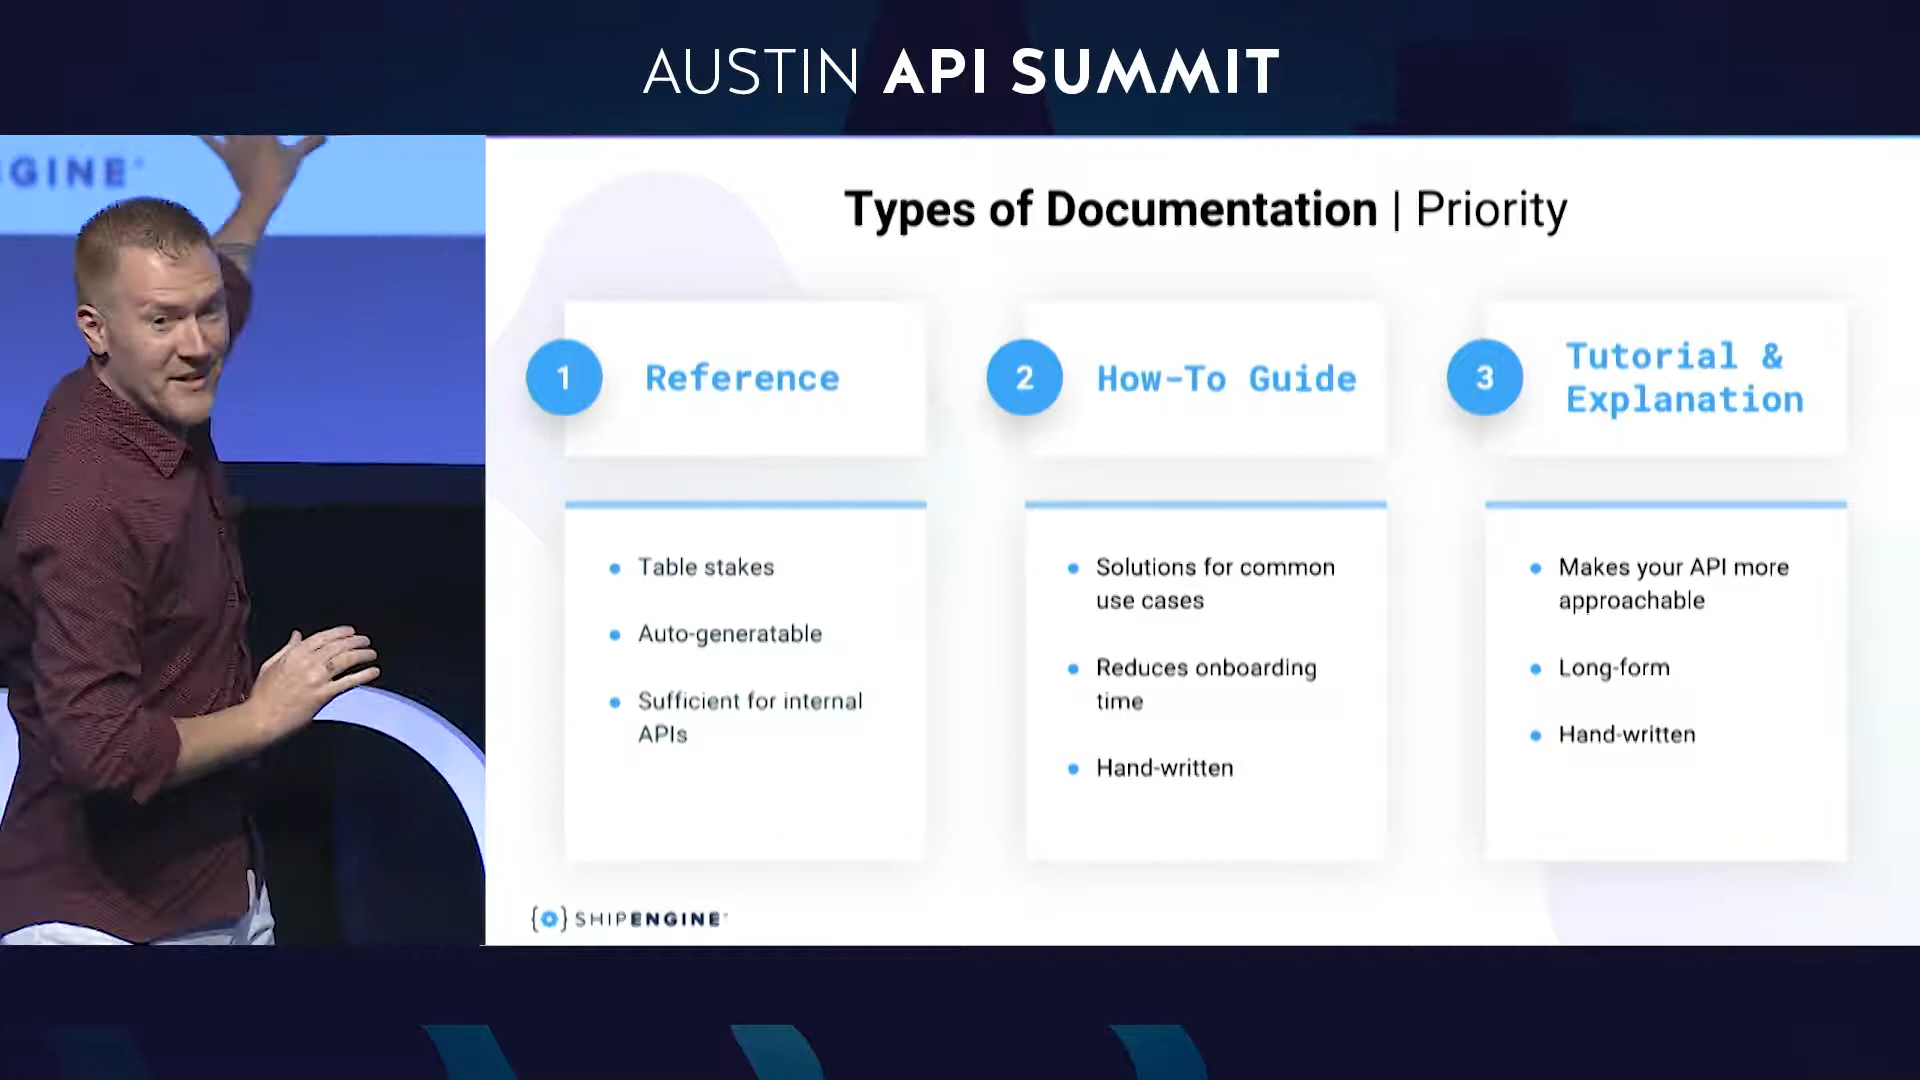 AUSTIN API SUMMIT
GINE
Types of Documentation | Priority
1
Reference
2
How-To Guide
3
Tutorial &
Explanation
Table stakes
Auto-generatable
Sufficient for internal
APIs
Solutions for common
use cases
Reduces onboarding
time
Hand-written
Makes your API more
approachable
Long-form
Hand-written
{o} SHIPENGINE